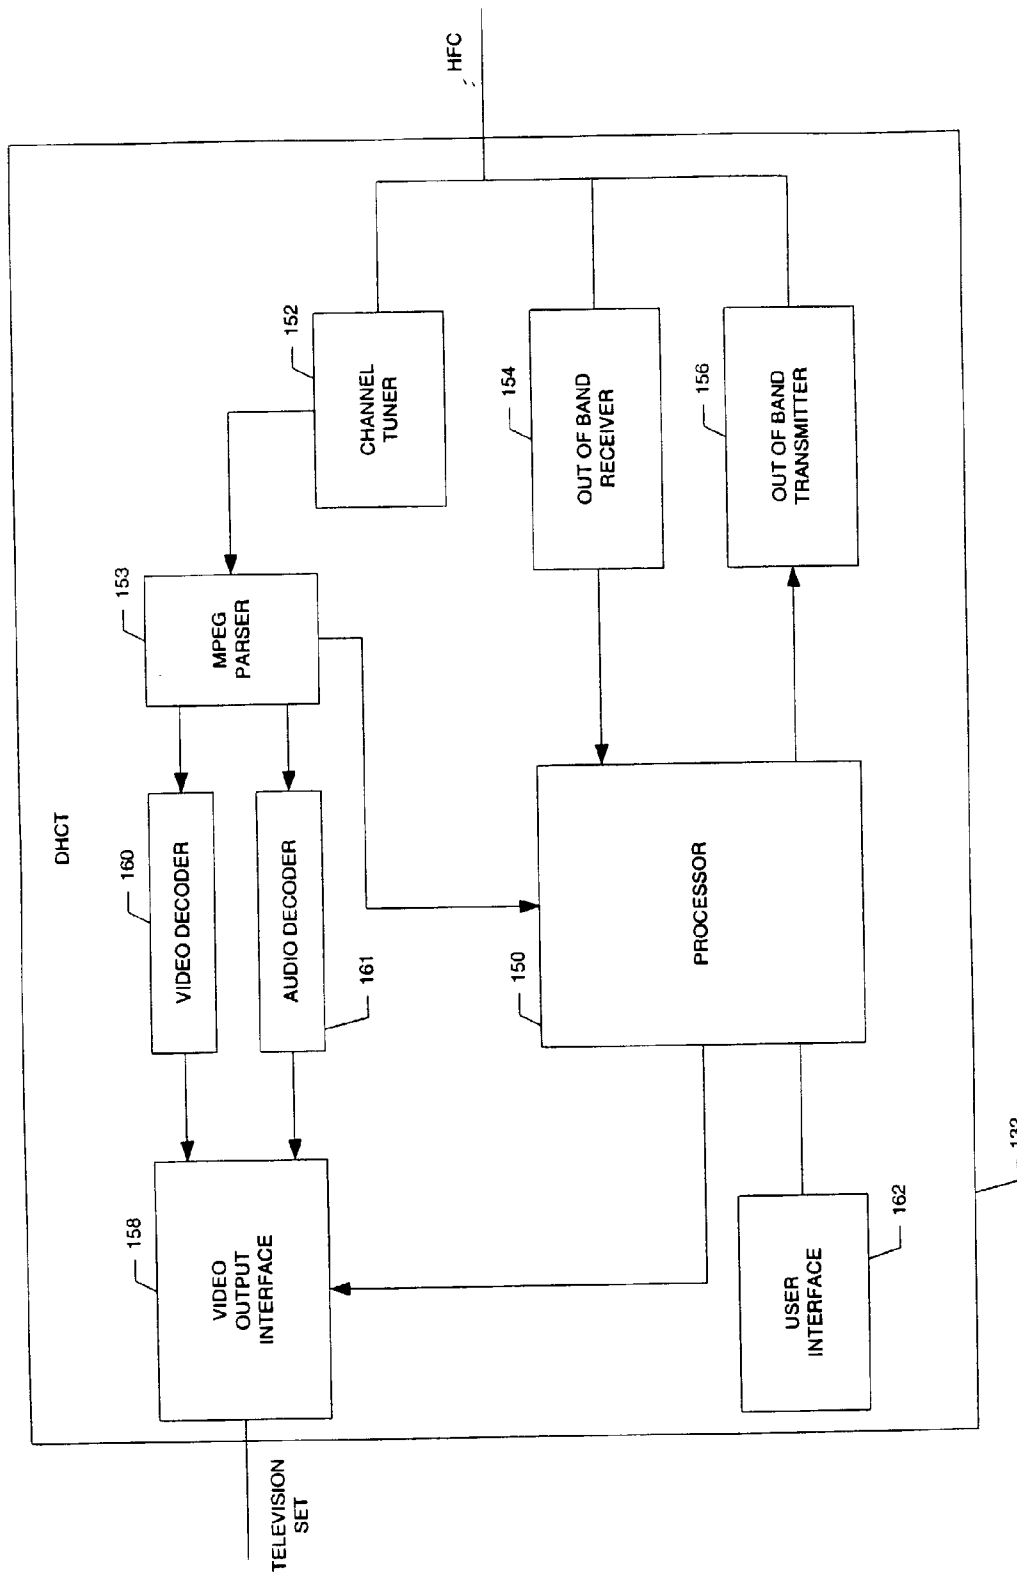 DHCT
TELEVISION
SET
158
VIDEO
OUTPUT
INTERFACE
160
VIDEO DECODER
AUDIO DECODER
161
153
MPEG
PARSER
152
CHANNEL
TUNER
HFC
150
PROCESSOR
154
OUT OF BAND
RECEIVER
156
OUT OF BAND
TRANSMITTER
162
USER
INTERFACE